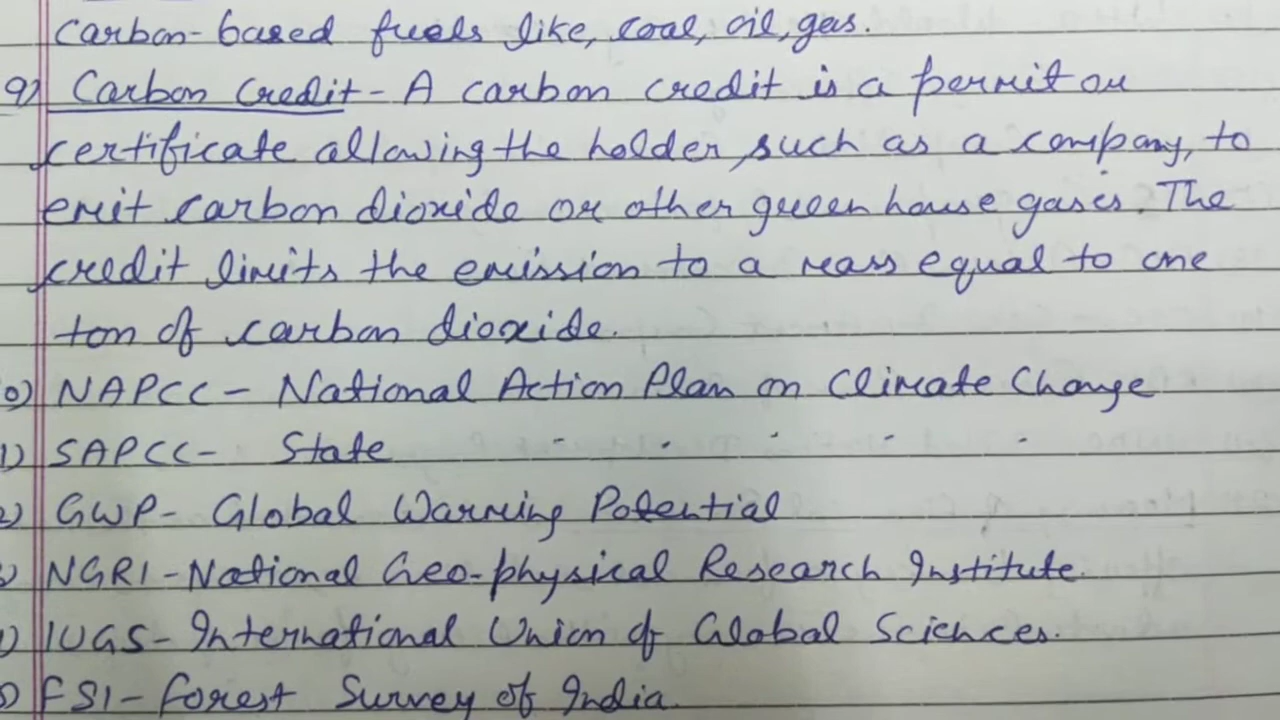 carbon-based fuels like, coal, oil, gas.
9) Carbon Credit - A carbon credit is a permit or
certificate allowing the holder, such as a company, to
emit carbon dioxide or other green house gases. The
credit limits the emission to a mass equal to one
ton of carbon dioxide.
0) NAPCC - National Action Plan on Climate Change
1) SAPCC - State - . . - .
2) GWP - Global Warming Potential
3) NGRI - National Geo-physical Research Institute.
4) IUGS - International Union of Global Sciences.
5) FSI - Forest Survey of India.